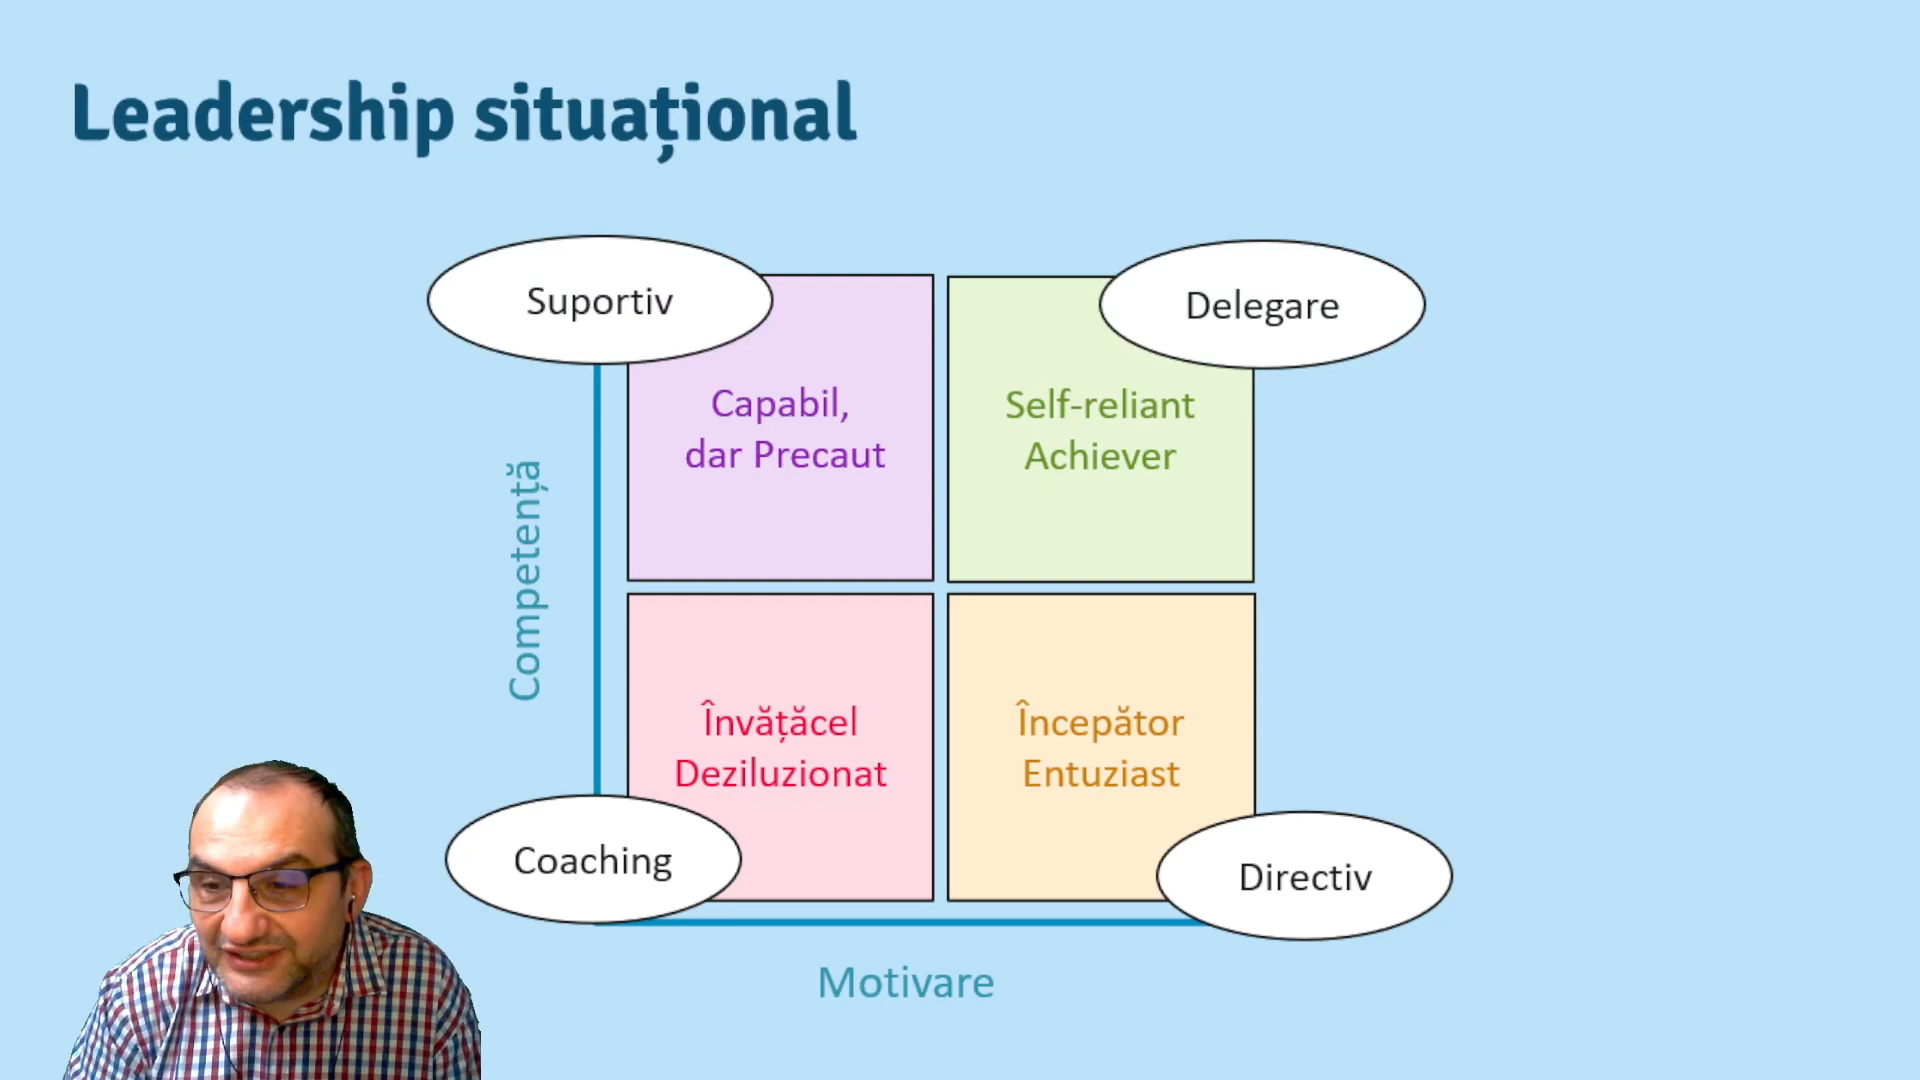 Leadership situațional
Suportiv
Delegare
Capabil,
dar Precaut
Self-reliant
Achiever
Competență
Învățăcel
Deziluzionat
Începător
Entuziast
Coaching
Directiv
Motivare